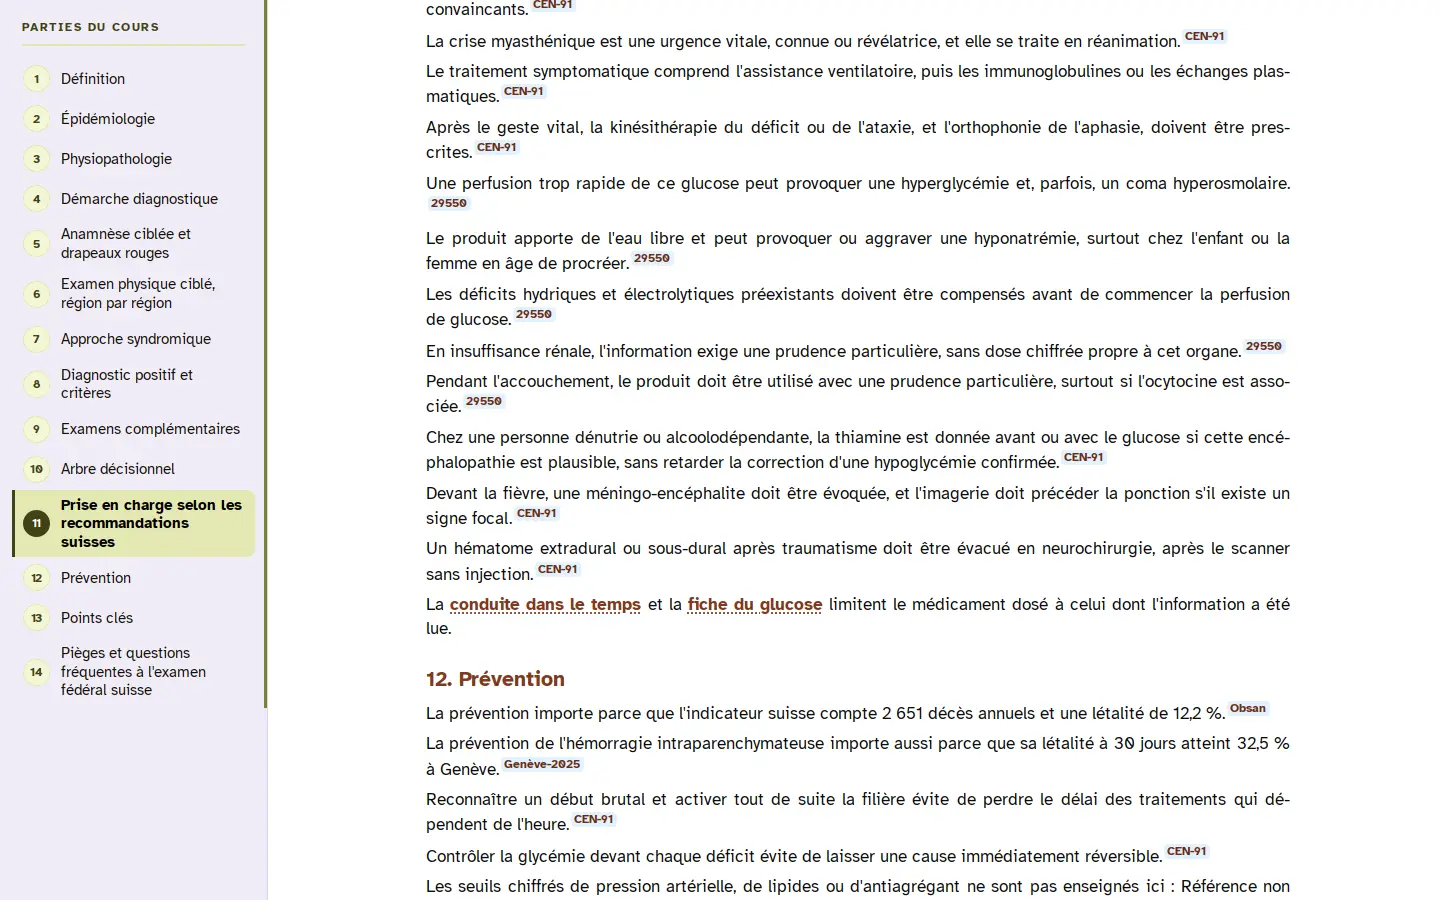 PARTIES DU COURS
1 Définition
2 Épidémiologie
3 Physiopathologie
4 Démarche diagnostique
5 Anamnèse ciblée et
drapeaux rouges
6 Examen physique ciblé,
région par région
7 Approche syndromique
8 Diagnostic positif et
critères
9 Examens complémentaires
10 Arbre décisionnel
11 Prise en charge selon les
recommandations
suisses
12 Prévention
13 Points clés
14 Pièges et questions
fréquentes à l'examen
fédéral suisse
convaincants. CEN-91
La crise myasthénique est une urgence vitale, connue ou révélatrice, et elle se traite en réanimation. CEN-91
Le traitement symptomatique comprend l'assistance ventilatoire, puis les immunoglobulines ou les échanges plas-
matiques. CEN-91
Après le geste vital, la kinésithérapie du déficit ou de l'ataxie, et l'orthophonie de l'aphasie, doivent être pres-
crites. CEN-91
Une perfusion trop rapide de ce glucose peut provoquer une hyperglycémie et, parfois, un coma hyperosmolaire.
29550
Le produit apporte de l'eau libre et peut provoquer ou aggraver une hyponatrémie, surtout chez l'enfant ou la
femme en âge de procréer. 29550
Les déficits hydriques et électrolytiques préexistants doivent être compensés avant de commencer la perfusion
de glucose. 29550
En insuffisance rénale, l'information exige une prudence particulière, sans dose chiffrée propre à cet organe. 29550
Pendant l'accouchement, le produit doit être utilisé avec une prudence particulière, surtout si l'ocytocine est asso-
ciée. 29550
Chez une personne dénutrie ou alcoolodépendante, la thiamine est donnée avant ou avec le glucose si cette encé-
phalopathie est plausible, sans retarder la correction d'une hypoglycémie confirmée. CEN-91
Devant la fièvre, une méningo-encéphalite doit être évoquée, et l'imagerie doit précéder la ponction s'il existe un
signe focal. CEN-91
Un hématome extradural ou sous-dural après traumatisme doit être évacué en neurochirurgie, après le scanner
sans injection. CEN-91
La conduite dans le temps et la fiche du glucose limitent le médicament dosé à celui dont l'information a été
lue.
12. Prévention
La prévention importe parce que l'indicateur suisse compte 2 651 décès annuels et une létalité de 12,2 %. Obsan
La prévention de l'hémorragie intraparenchymateuse importe aussi parce que sa létalité à 30 jours atteint 32,5 %
à Genève. Genève-2025
Reconnaître un début brutal et activer tout de suite la filière évite de perdre le délai des traitements qui dé-
pendent de l'heure. CEN-91
Contrôler la glycémie devant chaque déficit évite de laisser une cause immédiatement réversible. CEN-91
Les seuils chiffrés de pression artérielle, de lipides ou d'antiagrégant ne sont pas enseignés ici : Référence non